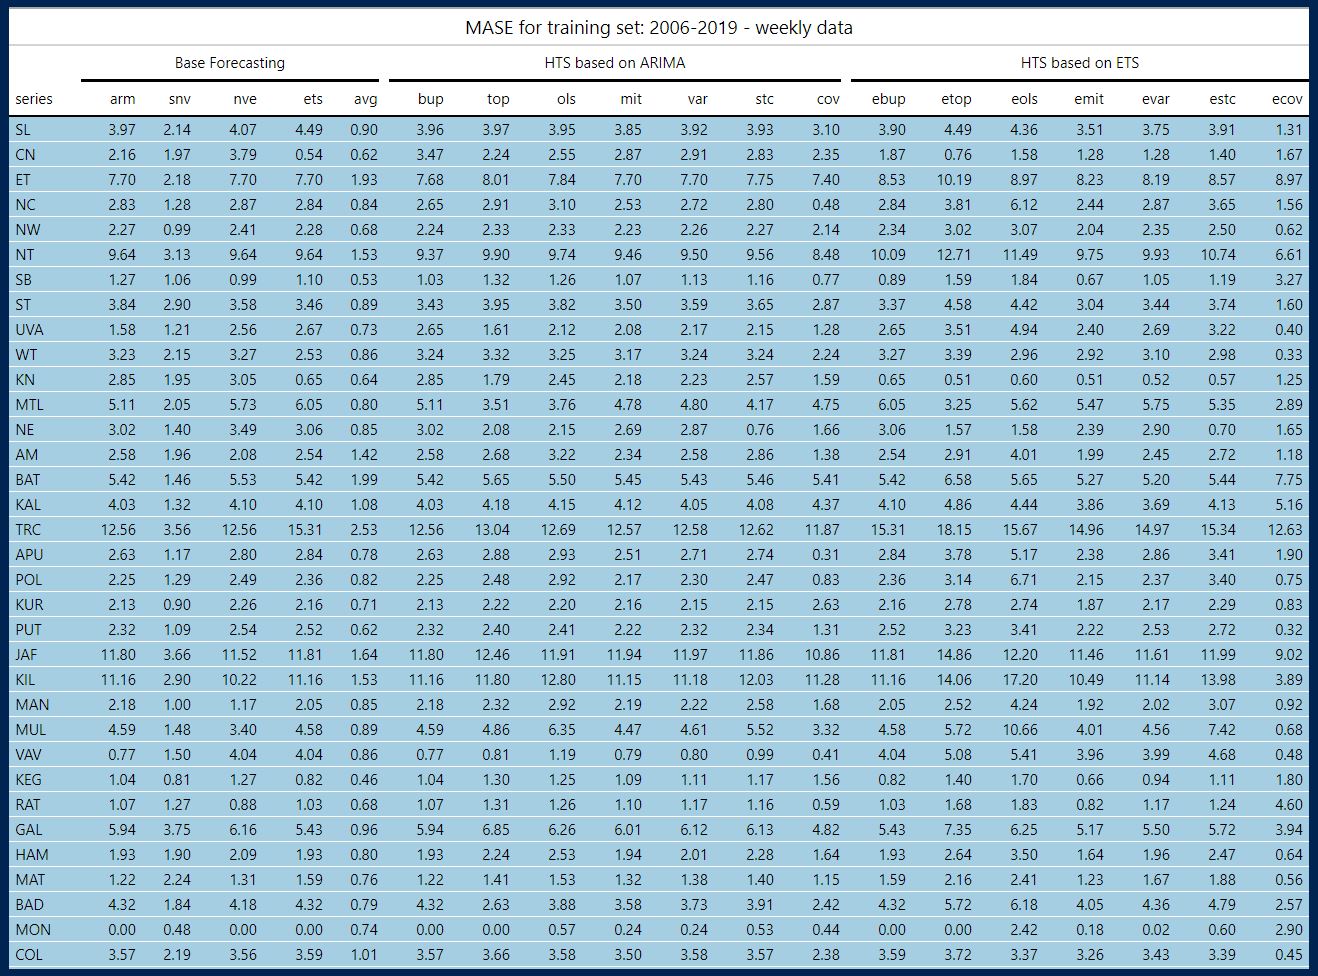 MASE for training set: 2006-2019 - weekly data
Base Forecasting HTS based on ARIMA HTS based on ETS
series arm snv nve ets avg bup top ols mit var stc cov ebup etop eols emit evar estc ecov
SL 3.97 2.14 4.07 4.49 0.90 3.96 3.97 3.95 3.85 3.92 3.93 3.10 3.90 4.49 4.36 3.51 3.75 3.91 1.31
CN 2.16 1.97 3.79 0.54 0.62 3.47 2.24 2.55 2.87 2.91 2.83 2.35 1.87 0.76 1.58 1.28 1.28 1.40 1.67
ET 7.70 2.18 7.70 7.70 1.93 7.68 8.01 7.84 7.70 7.70 7.75 7.40 8.53 10.19 8.97 8.23 8.19 8.57 8.97
NC 2.83 1.28 2.87 2.84 0.84 2.65 2.91 3.10 2.53 2.72 2.80 0.48 2.84 3.81 6.12 2.44 2.87 3.65 1.56
NW 2.27 0.99 2.41 2.28 0.68 2.24 2.33 2.33 2.23 2.26 2.27 2.14 2.34 3.02 3.07 2.04 2.35 2.50 0.62
NT 9.64 3.13 9.64 9.64 1.53 9.37 9.90 9.74 9.46 9.50 9.56 8.48 10.09 12.71 11.49 9.75 9.93 10.74 6.61
SB 1.27 1.06 0.99 1.10 0.53 1.03 1.32 1.26 1.07 1.13 1.16 0.77 0.89 1.59 1.84 0.67 1.05 1.19 3.27
ST 3.84 2.90 3.58 3.46 0.89 3.43 3.95 3.82 3.50 3.59 3.65 2.87 3.37 4.58 4.42 3.04 3.44 3.74 1.60
UVA 1.58 1.21 2.56 2.67 0.73 2.65 1.61 2.12 2.08 2.17 2.15 1.28 2.65 3.51 4.94 2.40 2.69 3.22 0.40
WT 3.23 2.15 3.27 2.53 0.86 3.24 3.32 3.25 3.17 3.24 3.24 2.24 3.27 3.39 2.96 2.92 3.10 2.98 0.33
KN 2.85 1.95 3.05 0.65 0.64 2.85 1.79 2.45 2.18 2.23 2.57 1.59 0.65 0.51 0.60 0.51 0.52 0.57 1.25
MTL 5.11 2.05 5.73 6.05 0.80 5.11 3.51 3.76 4.78 4.80 4.17 4.75 6.05 3.25 5.62 5.47 5.75 5.35 2.89
NE 3.02 1.40 3.49 3.06 0.85 3.02 2.08 2.15 2.69 2.87 0.76 1.66 3.06 1.57 1.58 2.39 2.90 0.70 1.65
AM 2.58 1.96 2.08 2.54 1.42 2.58 2.68 3.22 2.34 2.58 2.86 1.38 2.54 2.91 4.01 1.99 2.45 2.72 1.18
BAT 5.42 1.46 5.53 5.42 1.99 5.42 5.65 5.50 5.45 5.43 5.46 5.41 5.42 6.58 5.65 5.27 5.20 5.44 7.75
KAL 4.03 1.32 4.10 4.10 1.08 4.03 4.18 4.15 4.12 4.05 4.08 4.37 4.10 4.86 4.44 3.86 3.69 4.13 5.16
TRC 12.56 3.56 12.56 15.31 2.53 12.56 13.04 12.69 12.57 12.58 12.62 11.87 15.31 18.15 15.67 14.96 14.97 15.34 12.63
APU 2.63 1.17 2.80 2.84 0.78 2.63 2.88 2.93 2.51 2.71 2.74 0.31 2.84 3.78 5.17 2.38 2.86 3.41 1.90
POL 2.25 1.29 2.49 2.36 0.82 2.25 2.48 2.92 2.17 2.30 2.47 0.83 2.36 3.14 6.71 2.15 2.37 3.40 0.75
KUR 2.13 0.90 2.26 2.16 0.71 2.13 2.22 2.20 2.16 2.15 2.15 2.63 2.16 2.78 2.74 1.87 2.17 2.29 0.83
PUT 2.32 1.09 2.54 2.52 0.62 2.32 2.40 2.41 2.22 2.32 2.34 1.31 2.52 3.23 3.41 2.22 2.53 2.72 0.32
JAF 11.80 3.66 11.52 11.81 1.64 11.80 12.46 11.91 11.94 11.97 11.86 10.86 11.81 14.86 12.20 11.46 11.61 11.99 9.02
KIL 11.16 2.90 10.22 11.16 1.53 11.16 11.80 12.80 11.15 11.18 12.03 11.28 11.16 14.06 17.20 10.49 11.14 13.98 3.89
MAN 2.18 1.00 1.17 2.05 0.85 2.18 2.32 2.92 2.19 2.22 2.58 1.68 2.05 2.52 4.24 1.92 2.02 3.07 0.92
MUL 4.59 1.48 3.40 4.58 0.89 4.59 4.86 6.35 4.47 4.61 5.52 3.32 4.58 5.72 10.66 4.01 4.56 7.42 0.68
VAV 0.77 1.50 4.04 4.04 0.86 0.77 0.81 1.19 0.79 0.80 0.99 0.41 4.04 5.08 5.41 3.96 3.99 4.68 0.48
KEG 1.04 0.81 1.27 0.82 0.46 1.04 1.30 1.25 1.09 1.11 1.17 1.56 0.82 1.40 1.70 0.66 0.94 1.11 1.80
RAT 1.07 1.27 0.88 1.03 0.68 1.07 1.31 1.26 1.10 1.17 1.16 0.59 1.03 1.68 1.83 0.82 1.17 1.24 4.60
GAL 5.94 3.75 6.16 5.43 0.96 5.94 6.85 6.26 6.01 6.12 6.13 4.82 5.43 7.35 6.25 5.17 5.50 5.72 3.94
HAM 1.93 1.90 2.09 1.93 0.80 1.93 2.24 2.53 1.94 2.01 2.28 1.64 1.93 2.64 3.50 1.64 1.96 2.47 0.64
MAT 1.22 2.24 1.31 1.59 0.76 1.22 1.41 1.53 1.32 1.38 1.40 1.15 1.59 2.16 2.41 1.23 1.67 1.88 0.56
BAD 4.32 1.84 4.18 4.32 0.79 4.32 2.63 3.88 3.58 3.73 3.91 2.42 4.32 5.72 6.18 4.05 4.36 4.79 2.57
MON 0.00 0.48 0.00 0.00 0.74 0.00 0.00 0.57 0.24 0.24 0.53 0.44 0.00 0.00 2.42 0.18 0.02 0.60 2.90
COL 3.57 2.19 3.56 3.59 1.01 3.57 3.66 3.58 3.50 3.58 3.57 2.38 3.59 3.72 3.37 3.26 3.43 3.39 0.45